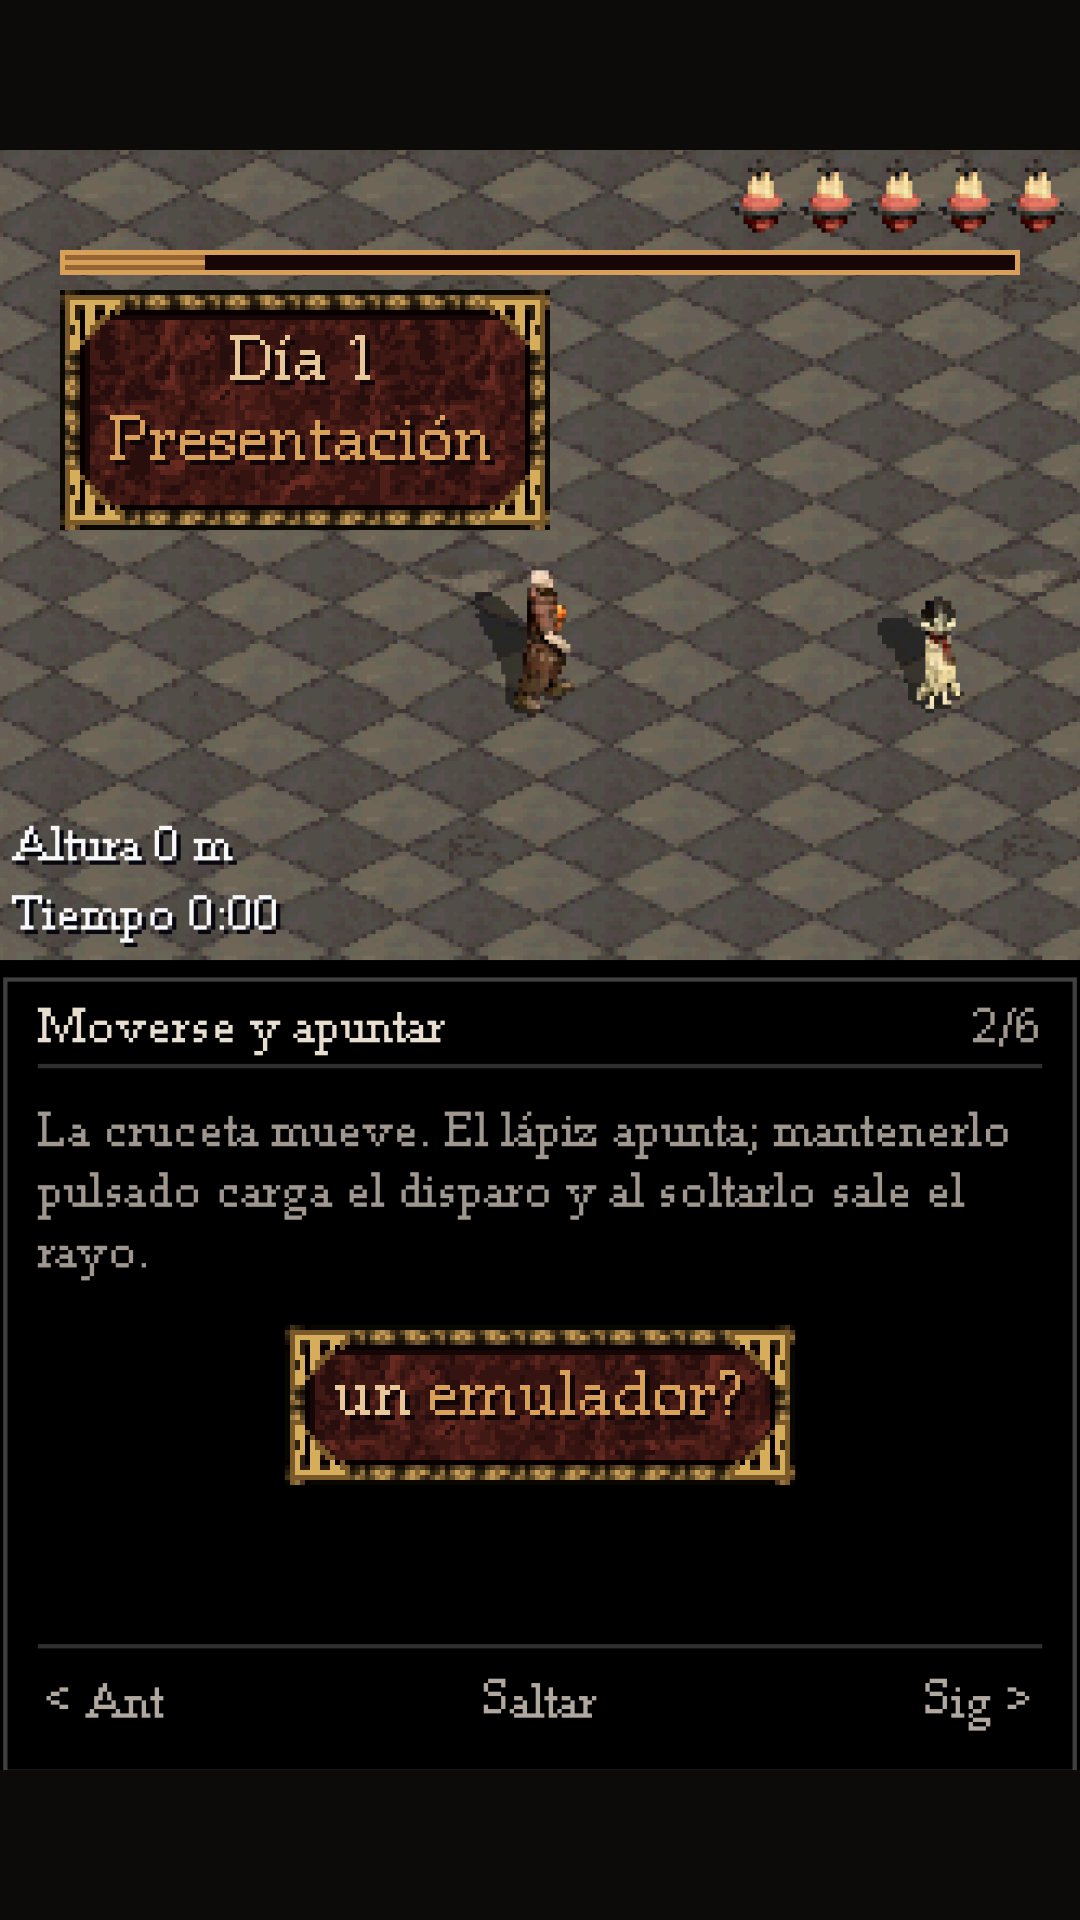 Día 1
Presentación
Altura 0 m
Tiempo 0:00
Moverse y apuntar 2/6
La cruceta mueve. El lápiz apunta; mantenerlo
pulsado carga el disparo y al soltarlo sale el
rayo.
un emulador?
< Ant Saltar Sig >